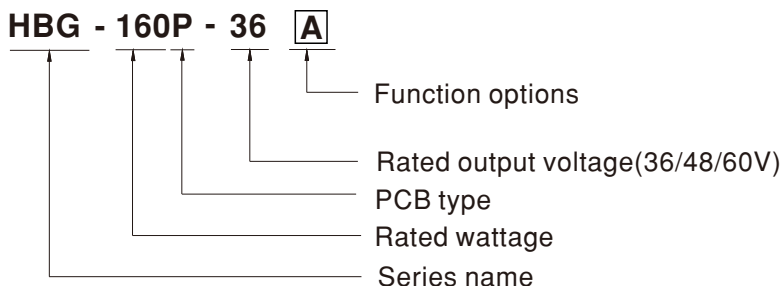 HBG - 160P - 36 A
Function options
Rated output voltage(36/48/60V)
PCB type
Rated wattage
Series name